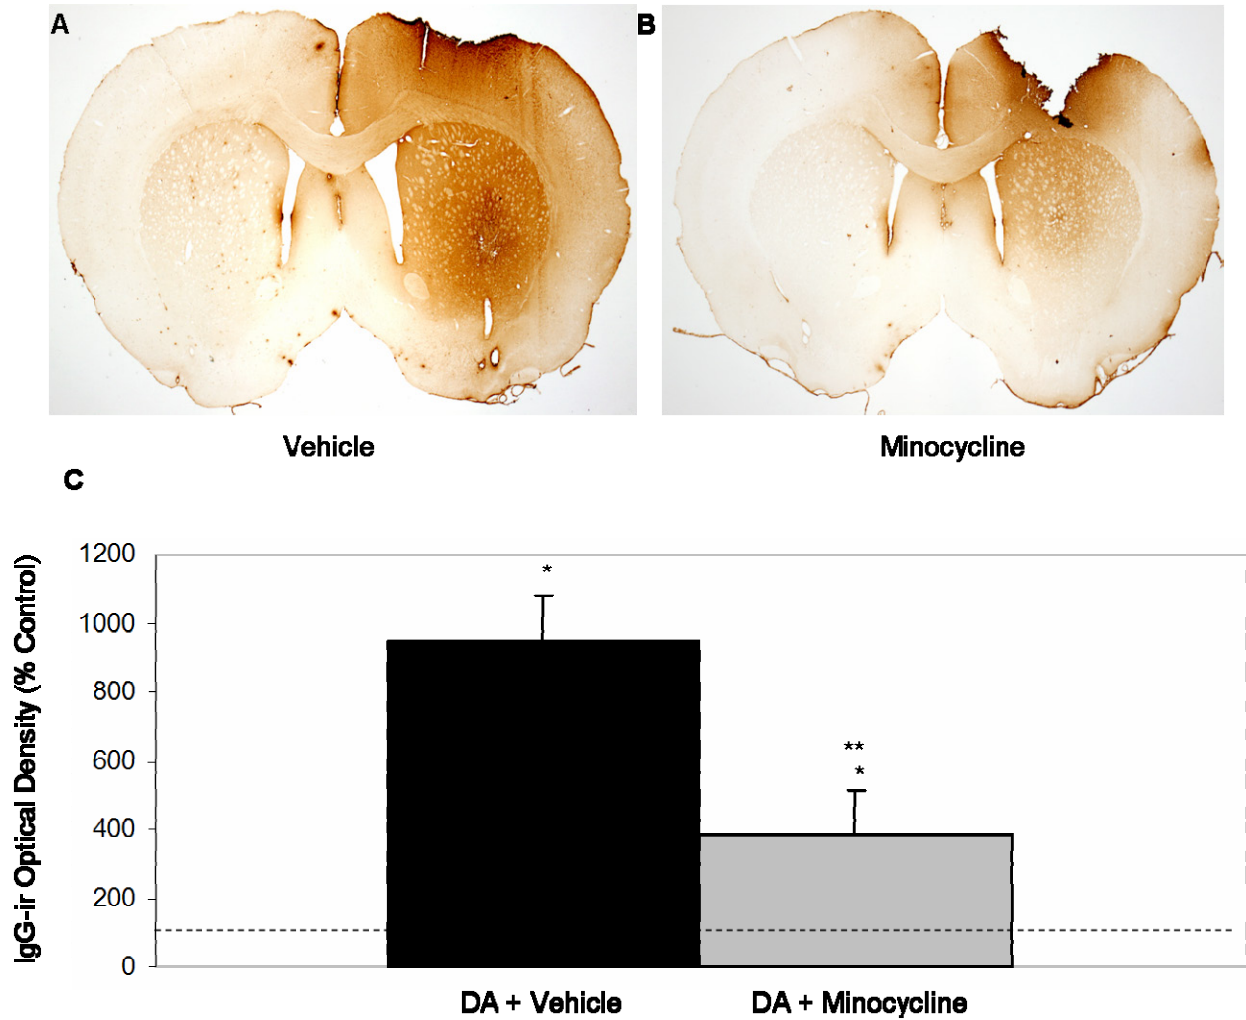 A
B
Vehicle
Minocycline
C
IgG-ir Optical Density (% Control)
1200
1000
800
600
400
200
0
*
**
*
DA + Vehicle
DA + Minocycline